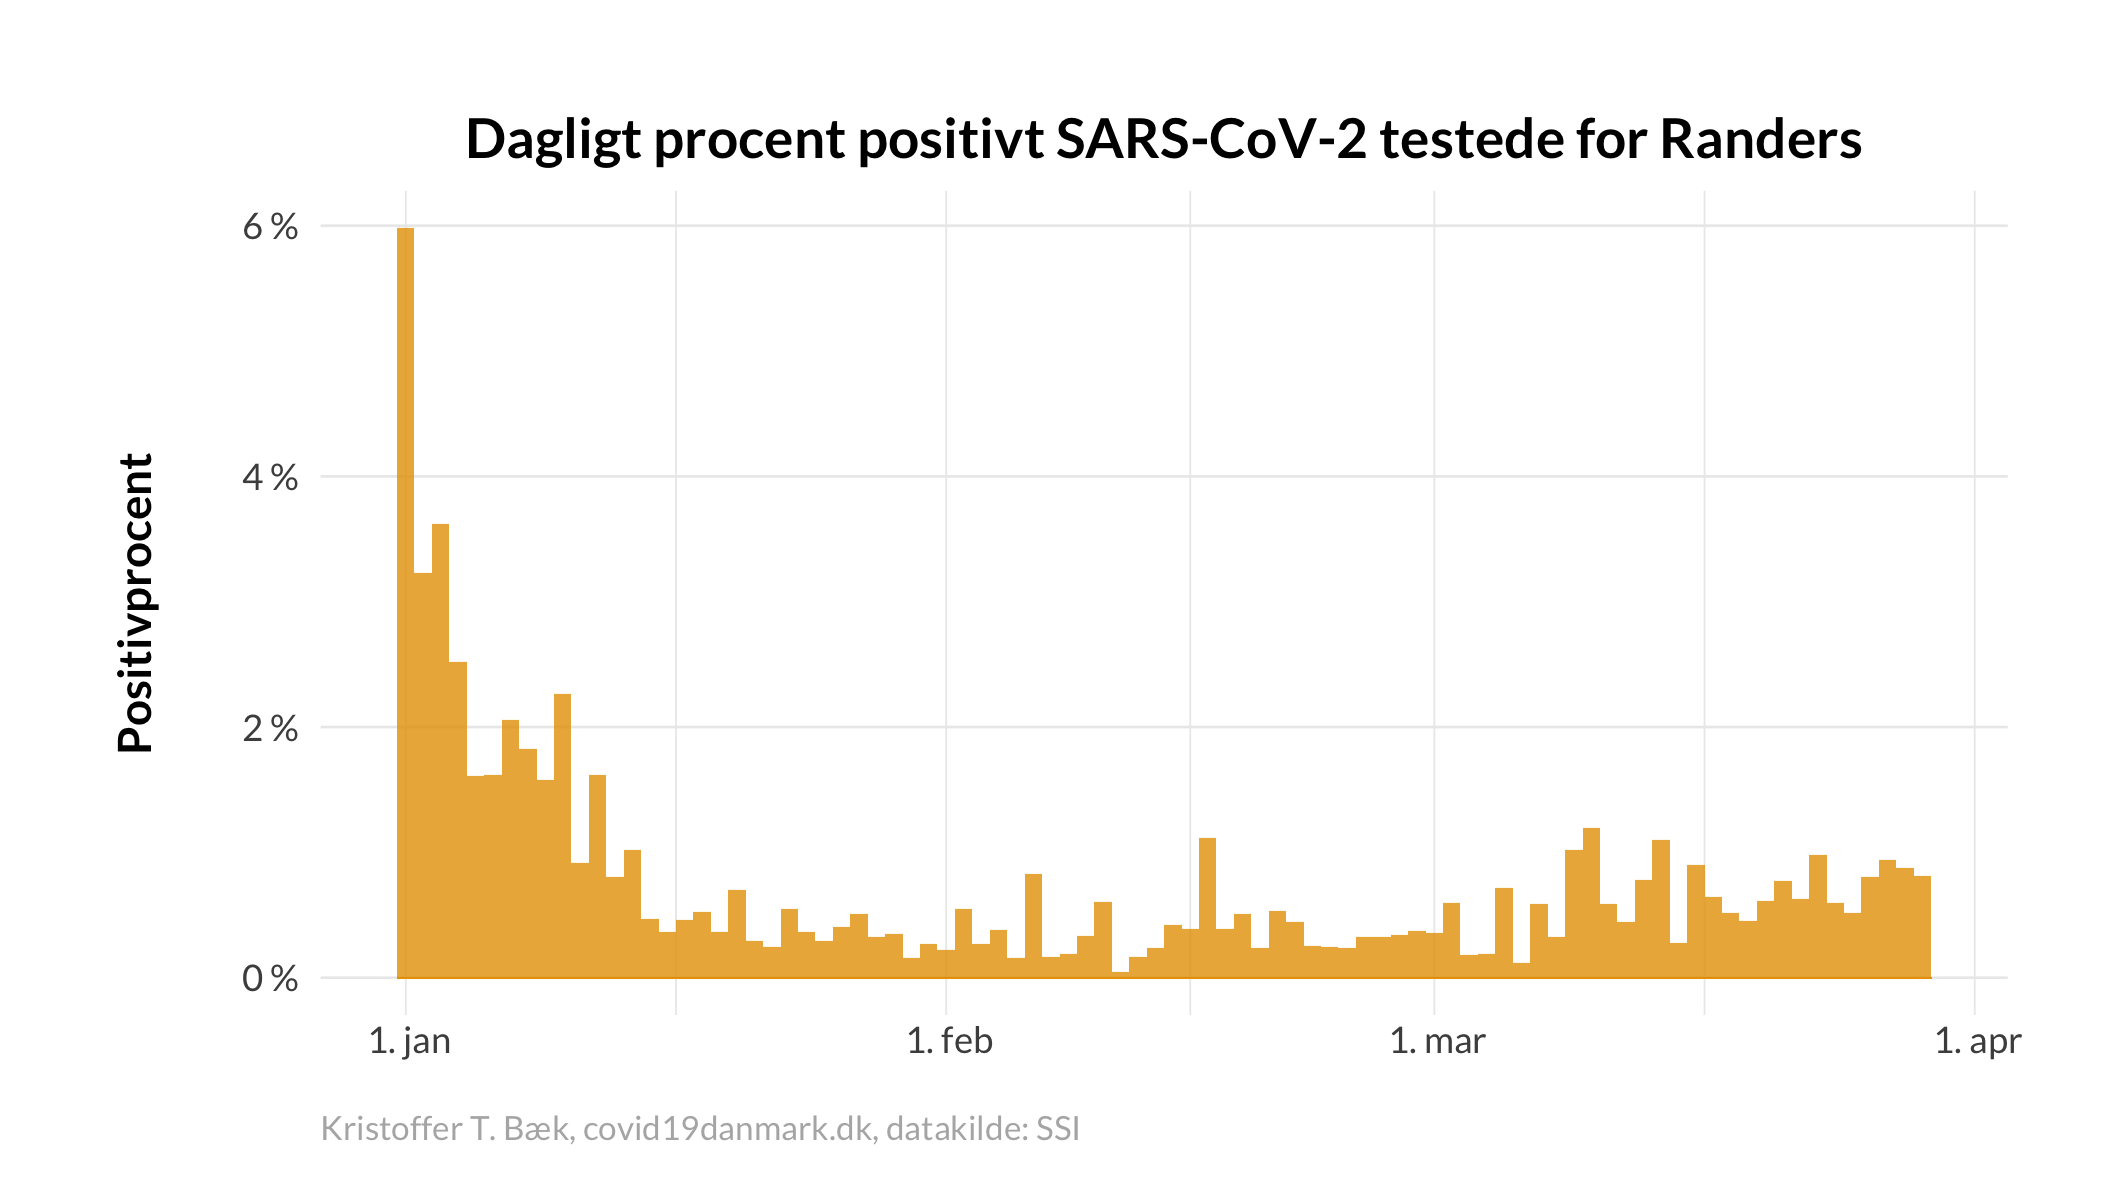 Dagligt procent positivt SARS-CoV-2 testede for Randers
Positivprocent
6 %
4 %
2 %
0 %
1. jan
1. feb
1. mar
1. apr
Kristoffer T. Bæk, covid19danmark.dk, datakilde: SSI